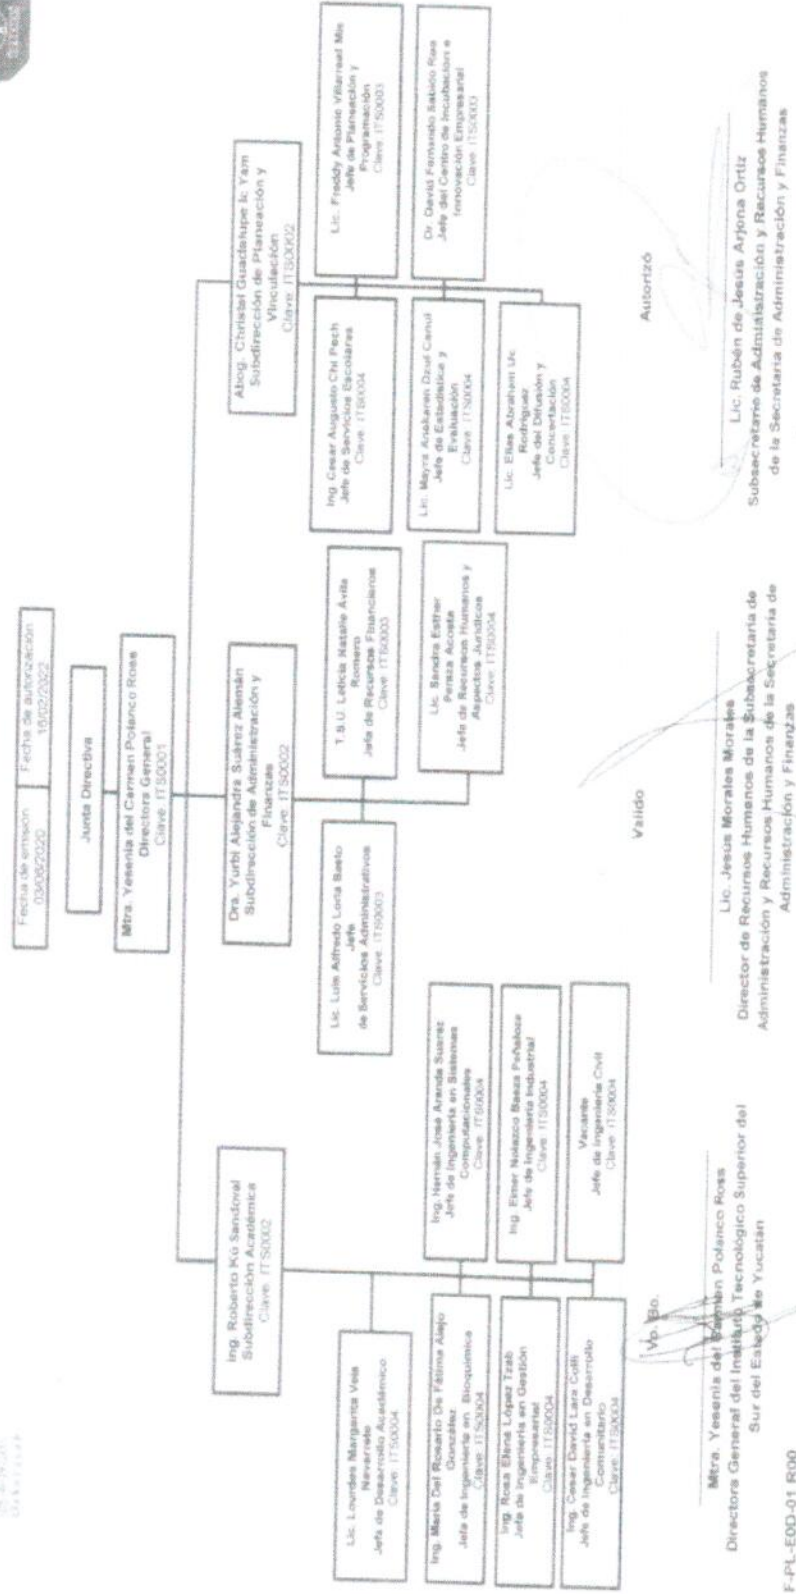 Fecha de emisión
03/06/2020
Fecha de autorización
16/02/2022
Junta Directiva
Mtra. Yesenia del Carmen Polanco Ross
Directora General
Clave: ITS0001
Ing. Roberto Kú Sandoval
Subdirección Académica
Clave: ITS0002
Dra. Yurbi Alejandra Suárez Alemán
Subdirección de Administración y
Finanzas
Clave: ITS0002
Abog. Christel Guadalupe Ic Yam
Subdirección de Planeación y
Vinculación
Clave: ITS0002
Lic. Lourdes Margarita Vela
Navarrete
Jefa de Desarrollo Académico
Clave: ITS0004
Ing. María Del Rosario De Fátima Alejo
González
Jefa de Ingeniería en Bioquímica
Clave: ITS0004
Ing. Hernán José Aranda Suarez
Jefe de Ingeniería en Sistemas
Computacionales
Clave: ITS0004
Ing. Rosa Elena López Tzab
Jefa de Ingeniería en Gestión
Empresarial
Clave: ITS0004
Ing. Elmer Nolazco Baeza Peñaloza
Jefe de Ingeniería Industrial
Clave: ITS0004
Ing. Cesar David Lara Colli
Jefe de Ingeniería en Desarrollo
Comunitario
Clave: ITS0004
Vacante
Jefe de Ingeniería Civil
Clave: ITS0004
Lic. Luis Alfredo Loria Basto
Jefe
de Servicios Administrativos
Clave: ITS0003
T.S.U. Leticia Natalie Ávila
Romero
Jefa de Recursos Financieros
Clave: ITS0003
Lic. Sandra Esther
Peraza Acosta
Jefa de Recursos Humanos y
Aspectos Jurídicos
Clave: ITS0004
Ing. Cesar Augusto Chi Pech
Jefe de Servicios Escolares
Clave: ITS0004
Lic. Freddy Antonio Villarreal Mis
Jefe de Planeación y
Programación
Clave: ITS0003
Lic. Mayra Anakaren Dzul Canul
Jefa de Estadística y
Evaluación
Clave: ITS0004
Dr. David Fernando Sabido Rea
Jefe del Centro de Incubación e
Innovación Empresarial
Clave: ITS0003
Lic. Elías Abraham Uc
Rodríguez
Jefe del Difusión y
Concertación
Clave: ITS0004
Vo. Bo.
Mtra. Yesenia del Carmen Polanco Ross
Directora General del Instituto Tecnológico Superior del
Sur del Estado de Yucatán
Valido
Lic. Jesús Morales Morales
Director de Recursos Humanos de la Subsecretaría de
Administración y Recursos Humanos de la Secretaría de
Administración y Finanzas
Autorizó
Lic. Rubén de Jesús Arjona Ortiz
Subsecretario de Administración y Recursos Humanos
de la Secretaría de Administración y Finanzas
F-PL-E0D-01 R00